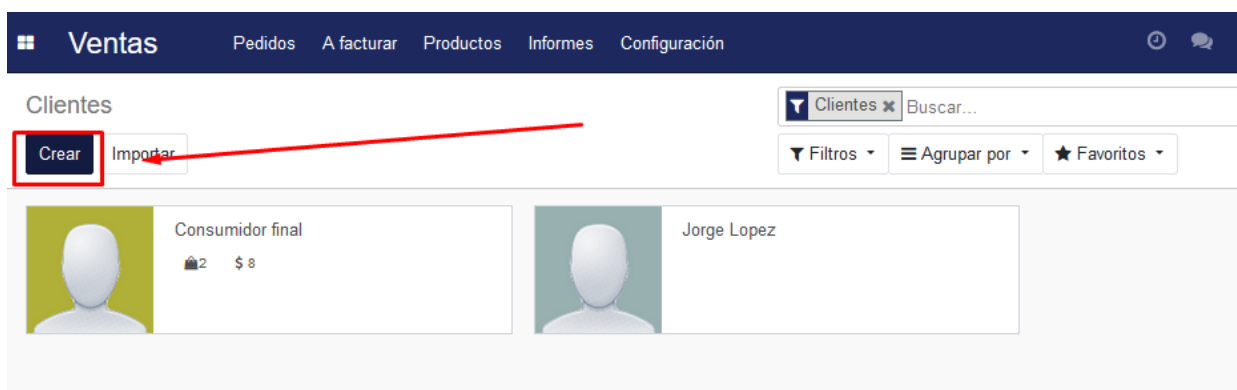 Ventas Pedidos A facturar Productos Informes Configuración
Clientes
Clientes Buscar...
Crear Importar
Filtros Agrupar por Favoritos
Consumidor final
2 $ 8
Jorge Lopez